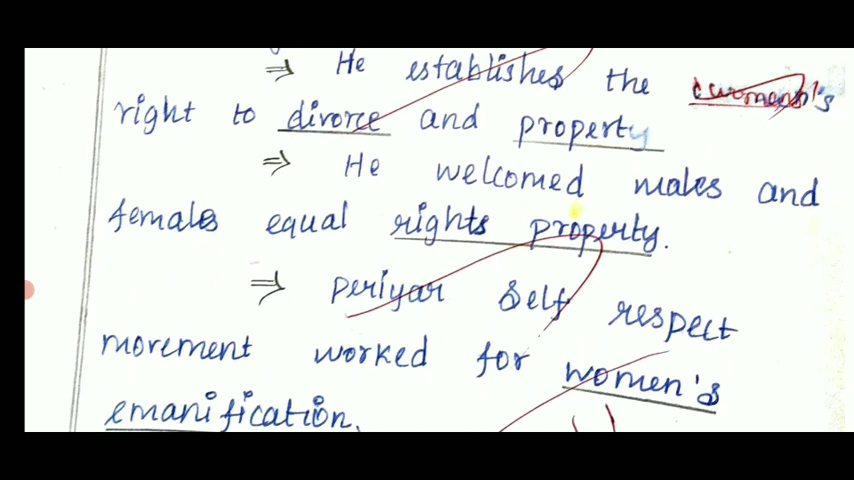 ⇒ He establishes the women's
right to divorce and property
⇒ He welcomed males and
females equal rights property.
⇒ periyar Self respect
movement worked for women's
emanification.